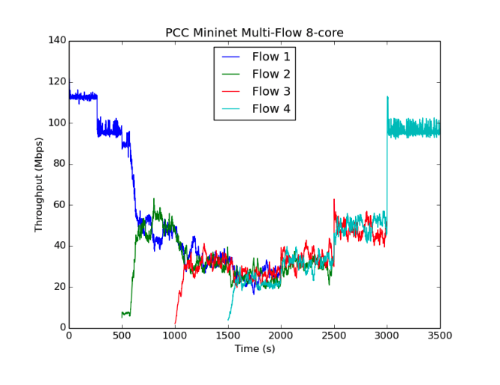 PCC Mininet Multi-Flow 8-core
Flow 1
Flow 2
Flow 3
Flow 4
Throughput (Mbps)
140
120
100
80
60
40
20
0
0 500 1000 1500 2000 2500 3000 3500
Time (s)